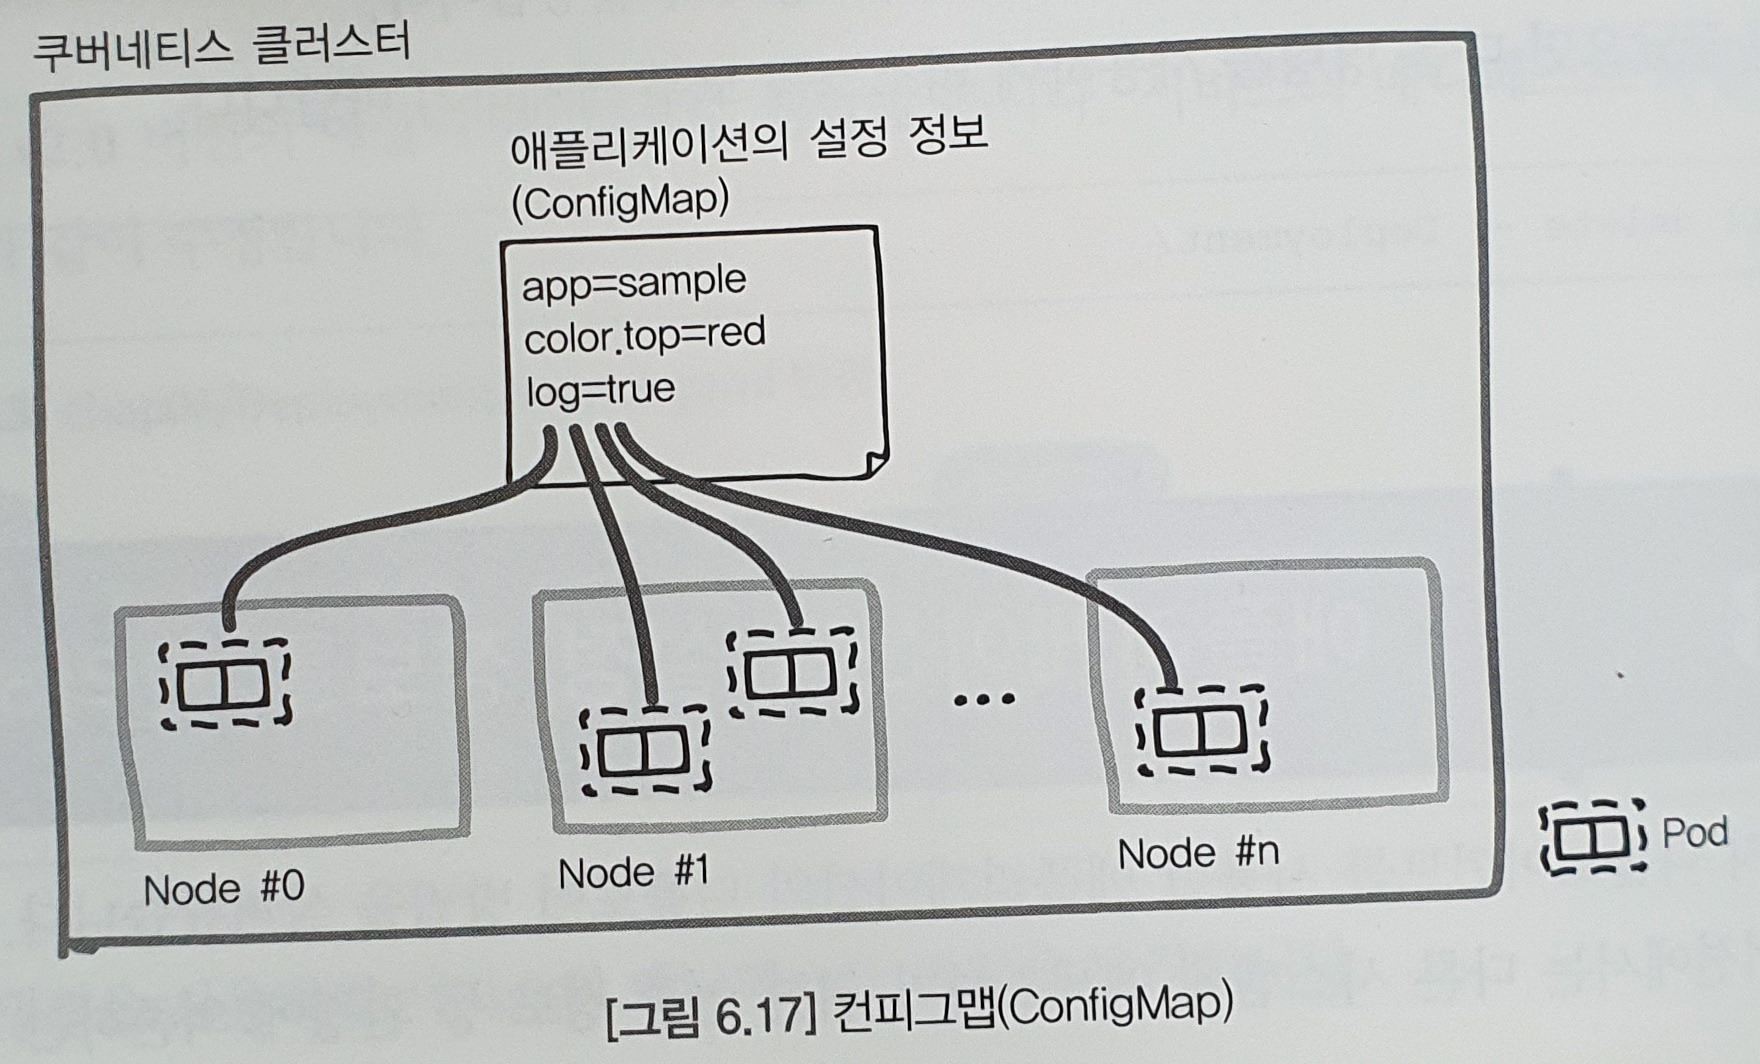 쿠버네티스 클러스터
애플리케이션의 설정 정보
(ConfigMap)
app=sample
color.top=red
log=true
...
Node #0
Node #1
Node #n
Pod
[그림 6.17] 컨피그맵(ConfigMap)